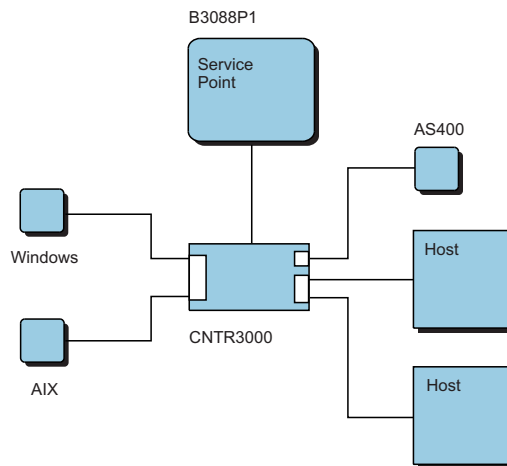 B3088P1
Service
Point
AS400
Windows
Host
CNTR3000
AIX
Host